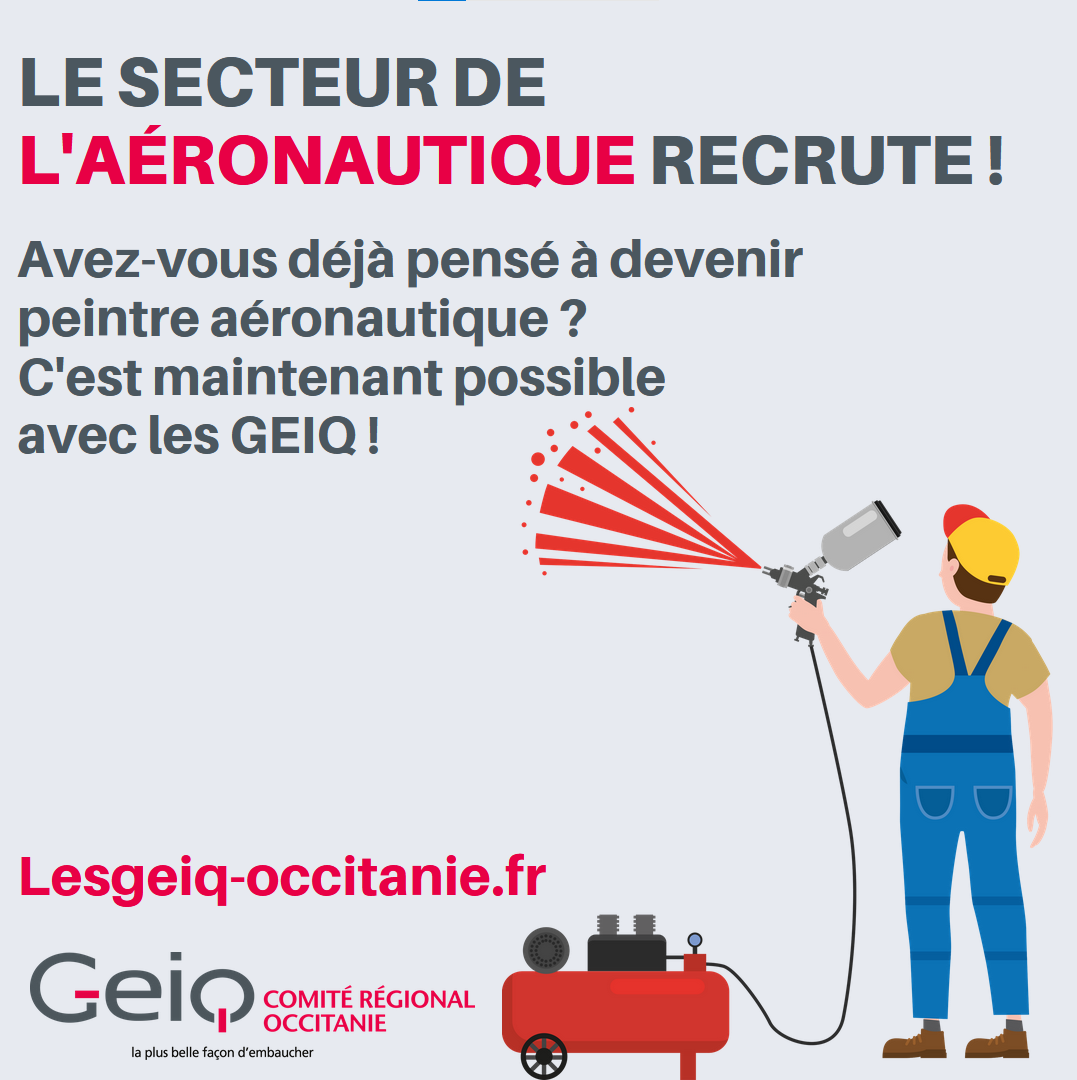 LE SECTEUR DE
L'AÉRONAUTIQUE RECRUTE !
Avez-vous déjà pensé à devenir
peintre aéronautique ?
C'est maintenant possible
avec les GEIQ !
Lesgeiq-occitanie.fr
Geiq COMITÉ RÉGIONAL
OCCITANIE
la plus belle façon d'embaucher